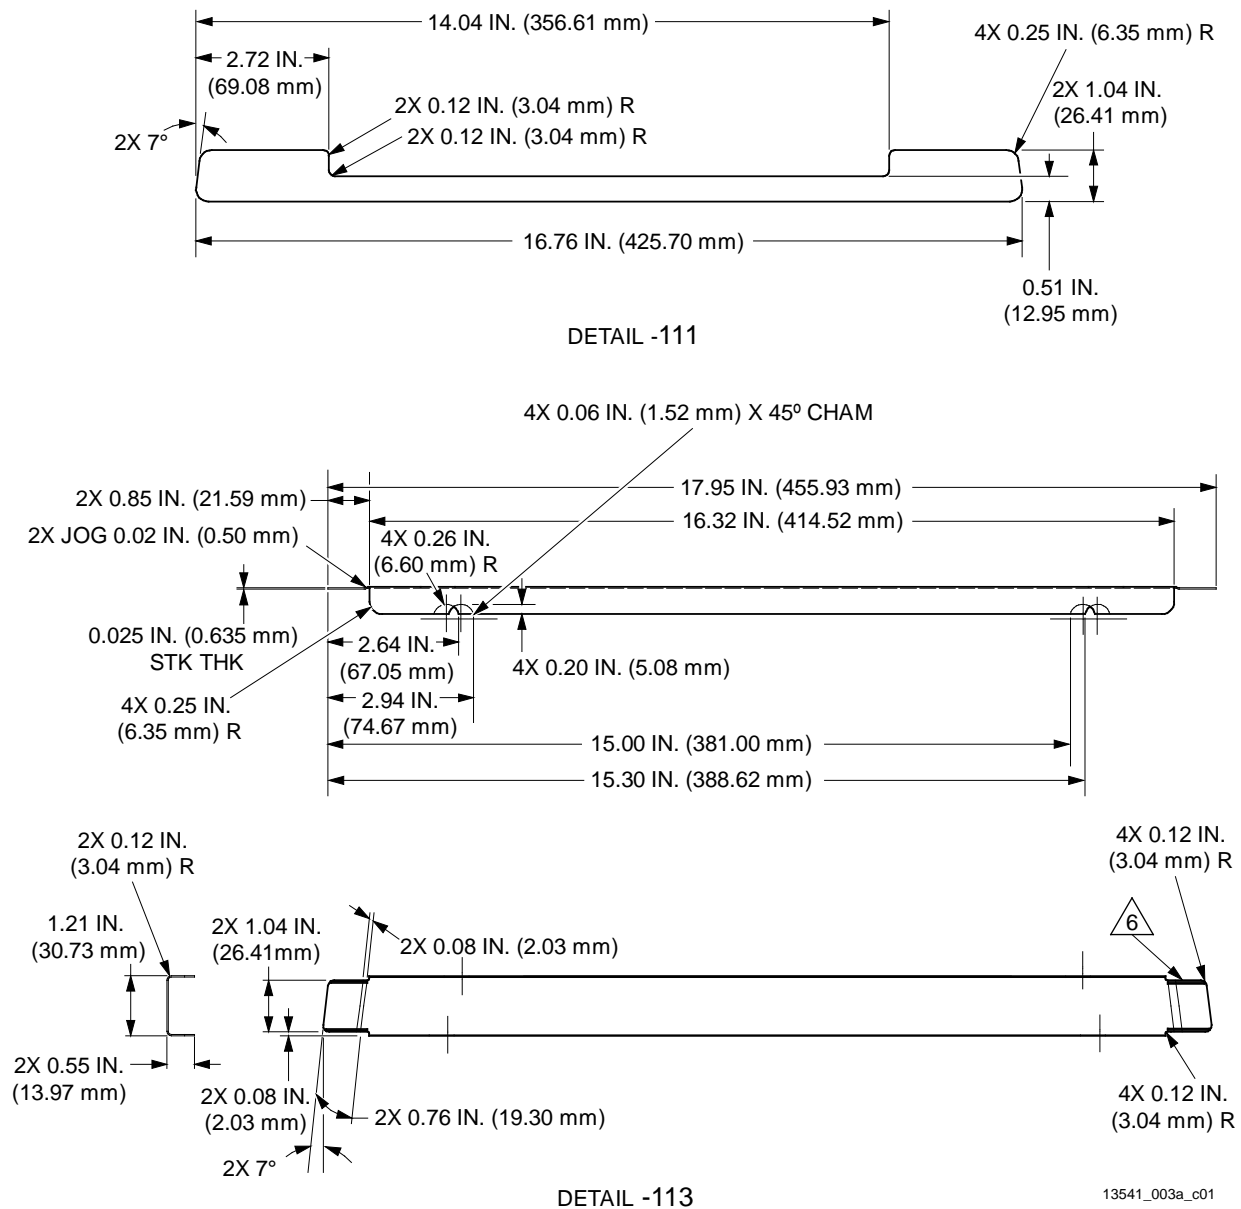 14.04 IN. (356.61 mm)
4X 0.25 IN. (6.35 mm) R
2.72 IN.
(69.08 mm)
2X 1.04 IN.
(26.41 mm)
2X 0.12 IN. (3.04 mm) R
2X 0.12 IN. (3.04 mm) R
2X 7°
16.76 IN. (425.70 mm)
0.51 IN.
(12.95 mm)
DETAIL -111
4X 0.06 IN. (1.52 mm) X 45º CHAM
2X 0.85 IN. (21.59 mm)
17.95 IN. (455.93 mm)
16.32 IN. (414.52 mm)
2X JOG 0.02 IN. (0.50 mm)
4X 0.26 IN.
(6.60 mm) R
0.025 IN. (0.635 mm)
STK THK
2.64 IN.
(67.05 mm)
4X 0.20 IN. (5.08 mm)
4X 0.25 IN.
(6.35 mm) R
2.94 IN.
(74.67 mm)
15.00 IN. (381.00 mm)
15.30 IN. (388.62 mm)
2X 0.12 IN.
(3.04 mm) R
4X 0.12 IN.
(3.04 mm) R
1.21 IN.
(30.73 mm)
2X 1.04 IN.
(26.41mm)
2X 0.08 IN. (2.03 mm)
6
2X 0.55 IN.
(13.97 mm)
2X 0.08 IN.
(2.03 mm)
2X 0.76 IN. (19.30 mm)
4X 0.12 IN.
(3.04 mm) R
2X 7°
DETAIL -113
13541_003a_c01